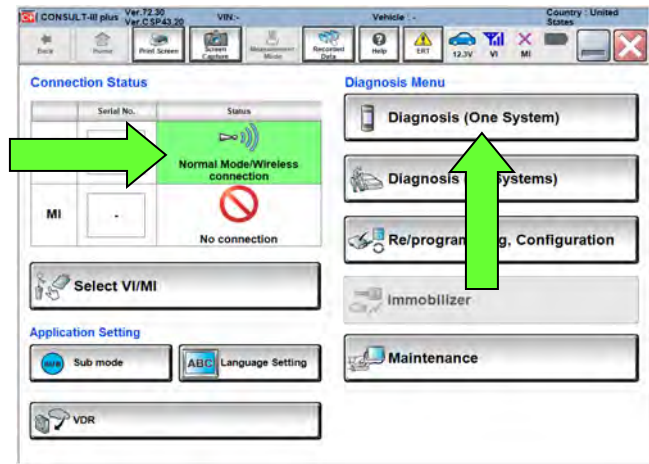 CONSULT-III plus Ver.72.30 VIN:- Vehicle : - Country : United
Ver.CSP43.20 States
Back Home Print Screen Screen Capture Measurement Mode Recorded Data Help ERT 12.3V VI MI
Connection Status
Serial No. Status
Normal Mode/Wireless
connection
MI - No connection
Select VI/MI
Application Setting
SUB Sub mode ABC Language Setting
VDR
Diagnosis Menu
Diagnosis (One System)
Diagnosis ystems)
Re/program g, Configuration
Immobilizer
Maintenance